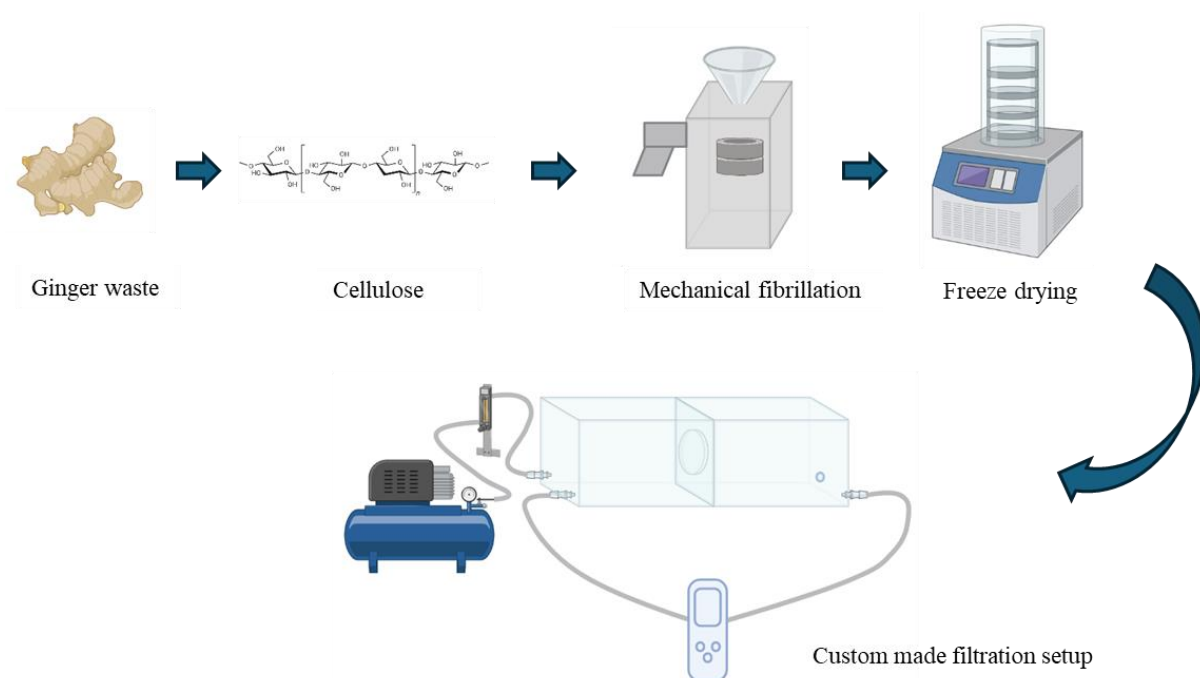 Ginger waste
Cellulose
Mechanical fibrillation
Freeze drying
Custom made filtration setup